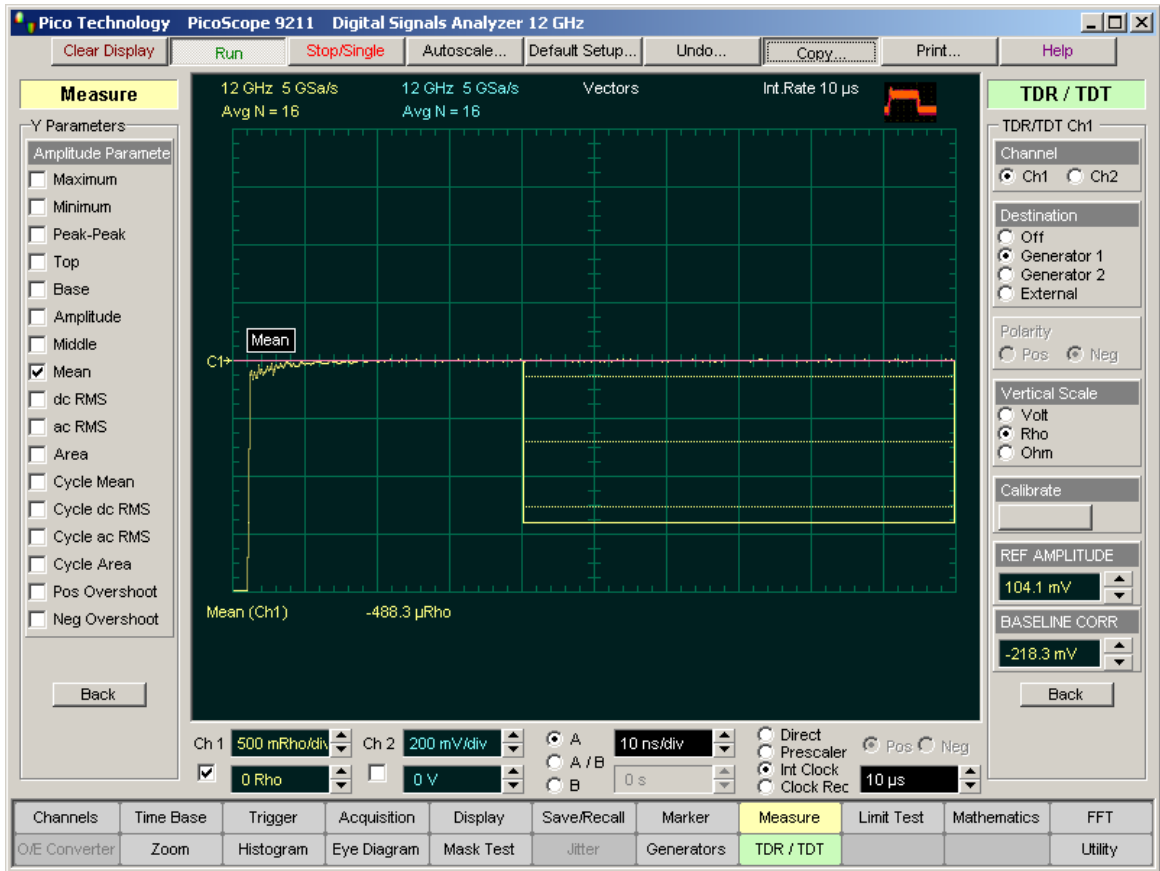 Pico Technology PicoScope 9211 Digital Signals Analyzer 12 GHz
Clear Display Run Stop/Single Autoscale... Default Setup... Undo... Copy... Print... Help
Measure
Y Parameters
Amplitude Paramete
Maximum
Minimum
Peak-Peak
Top
Base
Amplitude
Middle
Mean
dc RMS
ac RMS
Area
Cycle Mean
Cycle dc RMS
Cycle ac RMS
Cycle Area
Pos Overshoot
Neg Overshoot
Back
12 GHz 5 GSa/s 12 GHz 5 GSa/s Vectors Int.Rate 10 µs
Avg N = 16 Avg N = 16
Mean
C1
Mean (Ch1) -488.3 µRho
TDR / TDT
TDR/TDT Ch1
Channel
Ch1 Ch2
Destination
Off
Generator 1
Generator 2
External
Polarity
Pos Neg
Vertical Scale
Volt
Rho
Ohm
Calibrate
REF AMPLITUDE
104.1 mV
BASELINE CORR
-218.3 mV
Back
Ch 1 500 mRho/div Ch 2 200 mV/div A 10 ns/div Direct Pos Neg
A / B Prescaler
0 Rho 0 V B 0 s Int Clock 10 µs
Clock Rec
Channels Time Base Trigger Acquisition Display Save/Recall Marker Measure Limit Test Mathematics FFT
O/E Converter Zoom Histogram Eye Diagram Mask Test Jitter Generators TDR / TDT Utility